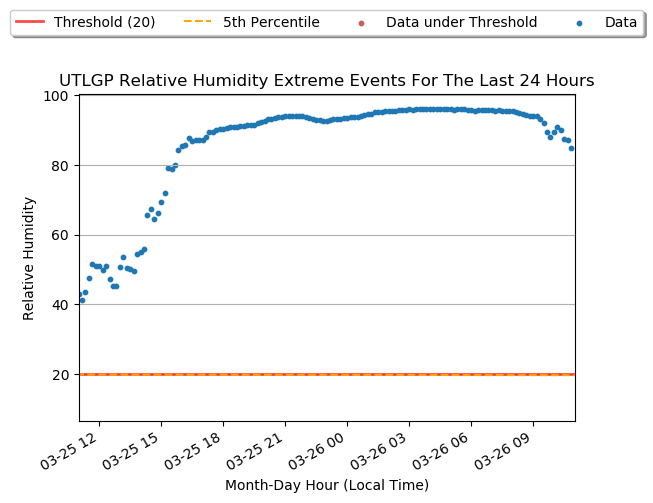 Threshold (20) 5th Percentile Data under Threshold Data
UTLGP Relative Humidity Extreme Events For The Last 24 Hours
100
80
60
40
20
Relative Humidity
03-25 12 03-25 15 03-25 18 03-25 21 03-26 00 03-26 03 03-26 06 03-26 09
Month-Day Hour (Local Time)